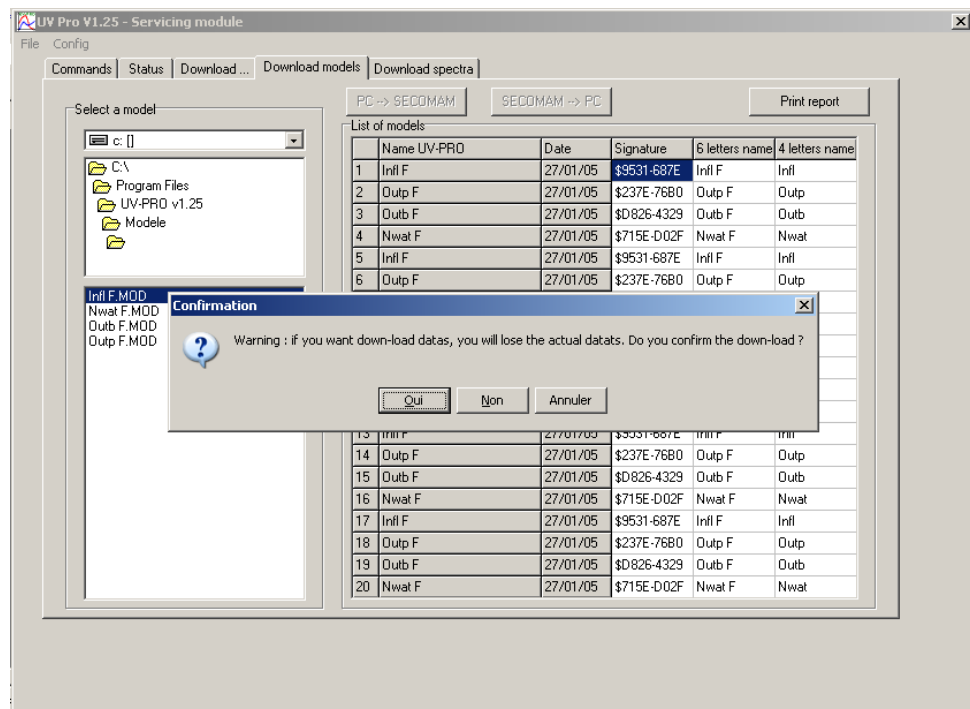 UV Pro V1.25 - Servicing module
File Config
Commands Status Download ... Download models Download spectra
Select a model
PC --> SECOMAM SECOMAM --> PC Print report
List of models
c: []
Name UV-PRO Date Signature 6 letters name 4 letters name
C:\
Program Files
UV-PRO v1.25
Modele
1 Infl F 27/01/05 $9531-687E Infl F Infl
2 Outp F 27/01/05 $237E-76B0 Outp F Outp
3 Outb F 27/01/05 $D826-4329 Outb F Outb
4 Nwat F 27/01/05 $715E-D02F Nwat F Nwat
5 Infl F 27/01/05 $9531-687E Infl F Infl
6 Outp F 27/01/05 $237E-76B0 Outp F Outp
Infl F.MOD
Nwat F.MOD
Outb F.MOD
Outp F.MOD
Confirmation
Warning : if you want down-load datas, you will lose the actual datats. Do you confirm the down-load ?
Oui Non Annuler
13 Infl F 27/01/05 $9531-687E Infl F Infl
14 Outp F 27/01/05 $237E-76B0 Outp F Outp
15 Outb F 27/01/05 $D826-4329 Outb F Outb
16 Nwat F 27/01/05 $715E-D02F Nwat F Nwat
17 Infl F 27/01/05 $9531-687E Infl F Infl
18 Outp F 27/01/05 $237E-76B0 Outp F Outp
19 Outb F 27/01/05 $D826-4329 Outb F Outb
20 Nwat F 27/01/05 $715E-D02F Nwat F Nwat